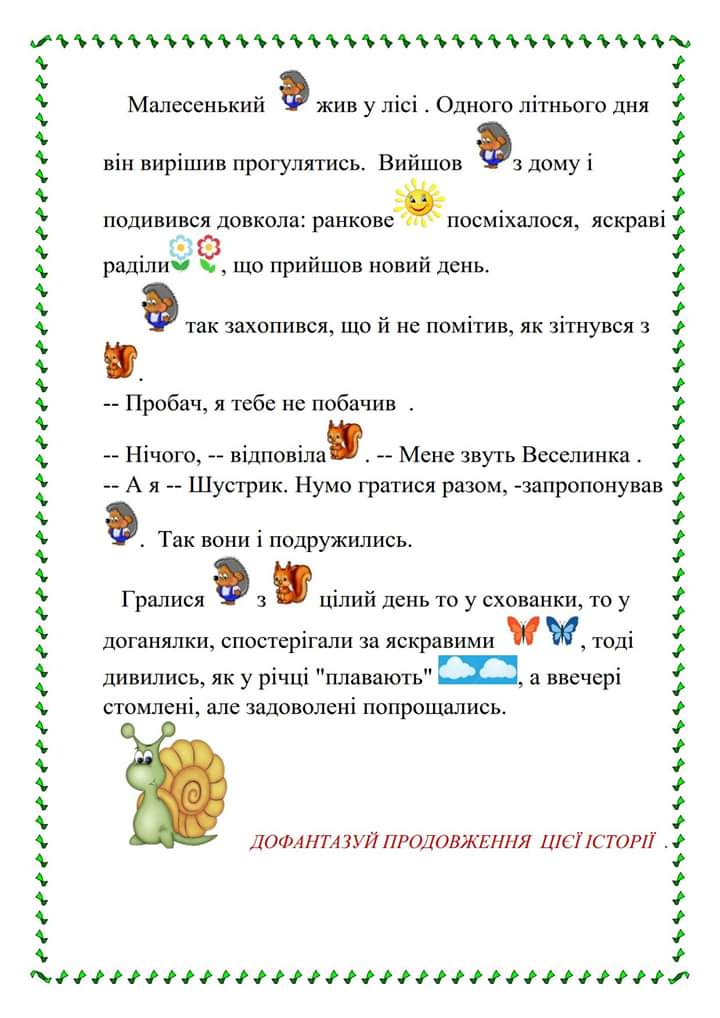 Малесенький жив у лісі . Одного літнього дня
він вирішив прогулятись. Вийшов з дому і
подивився довкола: ранкове посміхалося, яскраві
раділи , що прийшов новий день.
так захопився, що й не помітив, як зітнувся з
.
-- Пробач, я тебе не побачив .
-- Нічого, -- відповіла . -- Мене звуть Веселинка .
-- А я -- Шустрик. Нумо гратися разом, -запропонував
. Так вони і подружились.
Гралися з цілий день то у схованки, то у
доганялки, спостерігали за яскравими , тоді
дивились, як у річці "плавають" , а ввечері
стомлені, але задоволені попрощались.
ДОФАНТАЗУЙ ПРОДОВЖЕННЯ ЦІЄЇ ІСТОРІЇ .